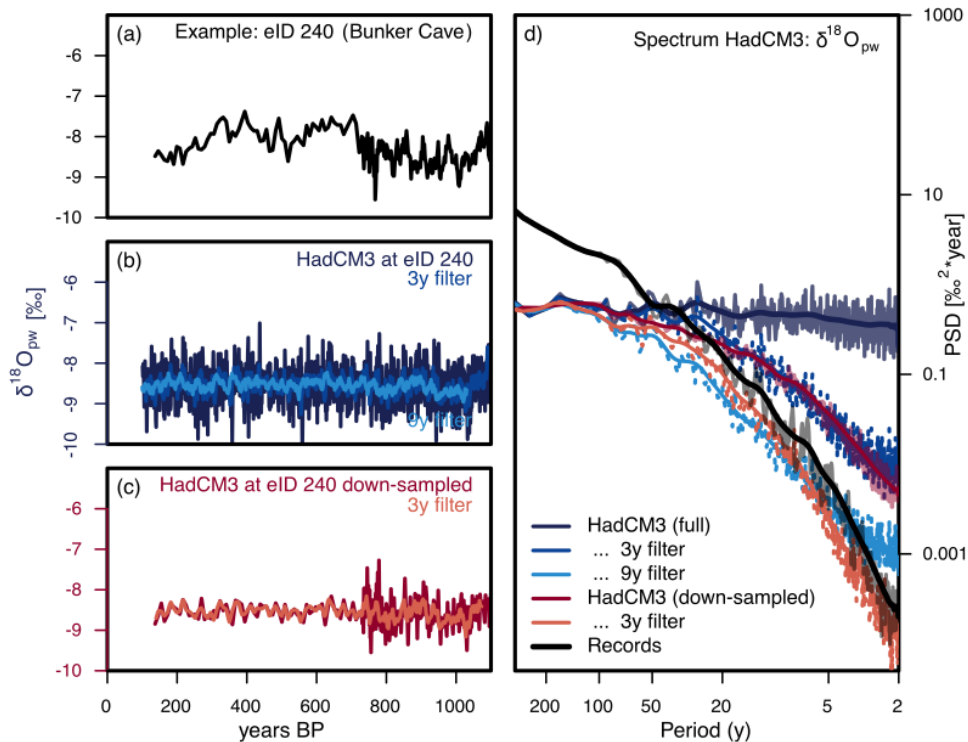 (a) Example: eID 240 (Bunker Cave)
-5
-6
-7
-8
-9
-10
(b) HadCM3 at eID 240
3y filter
9y filter
δ¹⁸Opw [‰]
-6
-7
-8
-9
-10
(c) HadCM3 at eID 240 down-sampled
3y filter
-6
-7
-8
-9
-10
0 200 400 600 800 1000
years BP
d) Spectrum HadCM3: δ¹⁸Opw
1000
10
0.1
0.001
PSD [‰²*year]
HadCM3 (full)
... 3y filter
... 9y filter
HadCM3 (down-sampled)
... 3y filter
Records
200 100 50 20 5 2
Period (y)